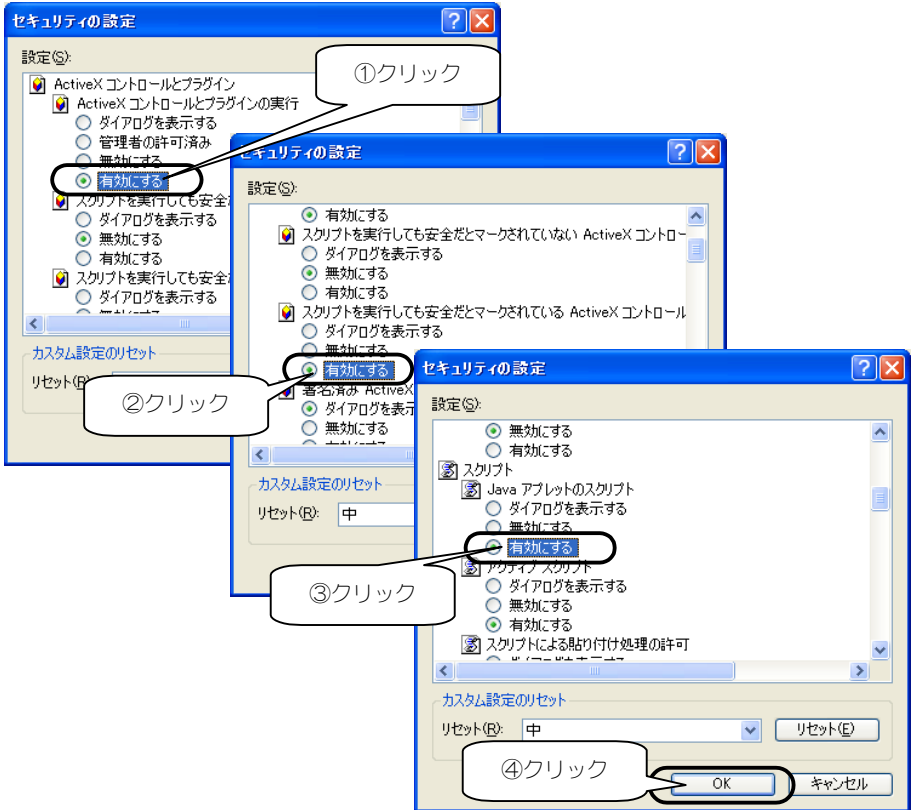 セキュリティの設定
設定(S):
ActiveX コントロールとプラグイン
ActiveX コントロールとプラグインの実行
ダイアログを表示する
管理者の許可済み
無効にする
有効にする
スクリプトを実行しても安全だ
ダイアログを表示する
無効にする
有効にする
スクリプトを実行しても安全だ
ダイアログを表示する
カスタム設定のリセット
リセット(R):
①クリック
セキュリティの設定
設定(S):
有効にする
スクリプトを実行しても安全だとマークされていない ActiveX コントロー
ダイアログを表示する
無効にする
有効にする
スクリプトを実行しても安全だとマークされている ActiveX コントロール
ダイアログを表示する
無効にする
有効にする
署名済み ActiveX
ダイアログを表示
無効にする
カスタム設定のリセット
リセット(R):
中
②クリック
セキュリティの設定
設定(S):
無効にする
有効にする
スクリプト
Java アプレットのスクリプト
ダイアログを表示する
無効にする
有効にする
アクティブ スクリプト
ダイアログを表示する
無効にする
有効にする
スクリプトによる貼り付け処理の許可
カスタム設定のリセット
リセット(R):
中
リセット(E)
③クリック
④クリック
OK
キャンセル